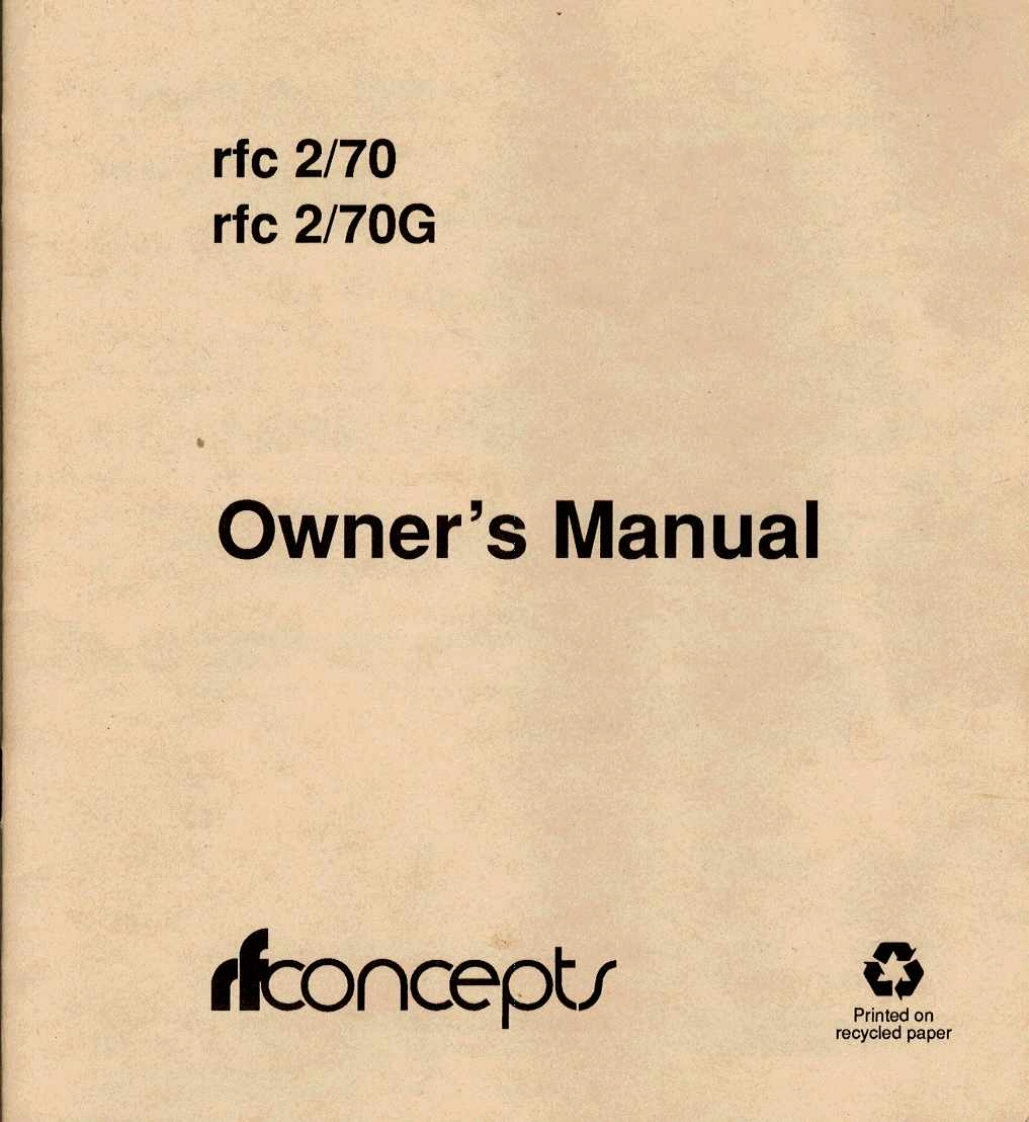 rfc 2/70
rfc 2/70G
Owner's Manual
rfconcepts
Printed on
recycled paper